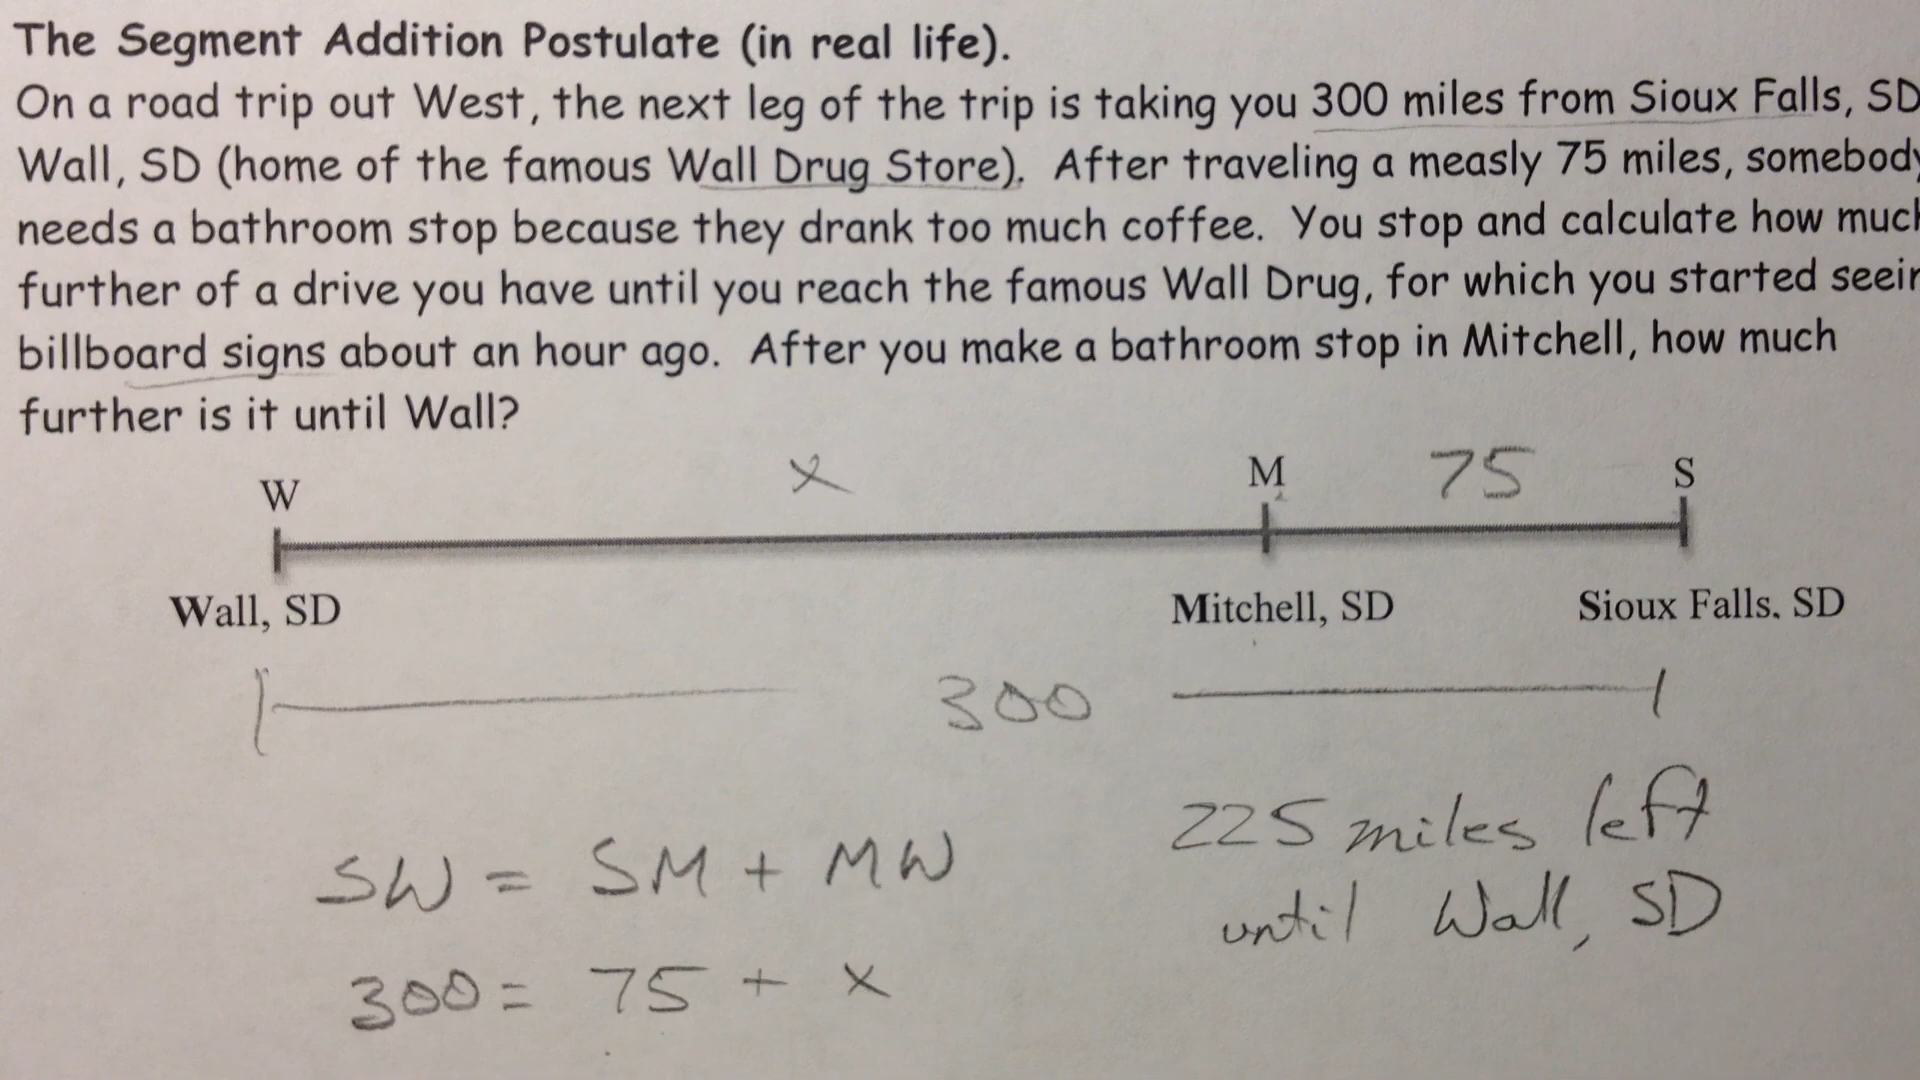 The Segment Addition Postulate (in real life).
On a road trip out West, the next leg of the trip is taking you 300 miles from Sioux Falls, SD
Wall, SD (home of the famous Wall Drug Store). After traveling a measly 75 miles, somebody
needs a bathroom stop because they drank too much coffee. You stop and calculate how much
further of a drive you have until you reach the famous Wall Drug, for which you started seein
billboard signs about an hour ago. After you make a bathroom stop in Mitchell, how much
further is it until Wall?
W x M 75 S
Wall, SD Mitchell, SD Sioux Falls. SD
300
225 miles left
SW = SM + MW
until Wall, SD
300 = 75 + x